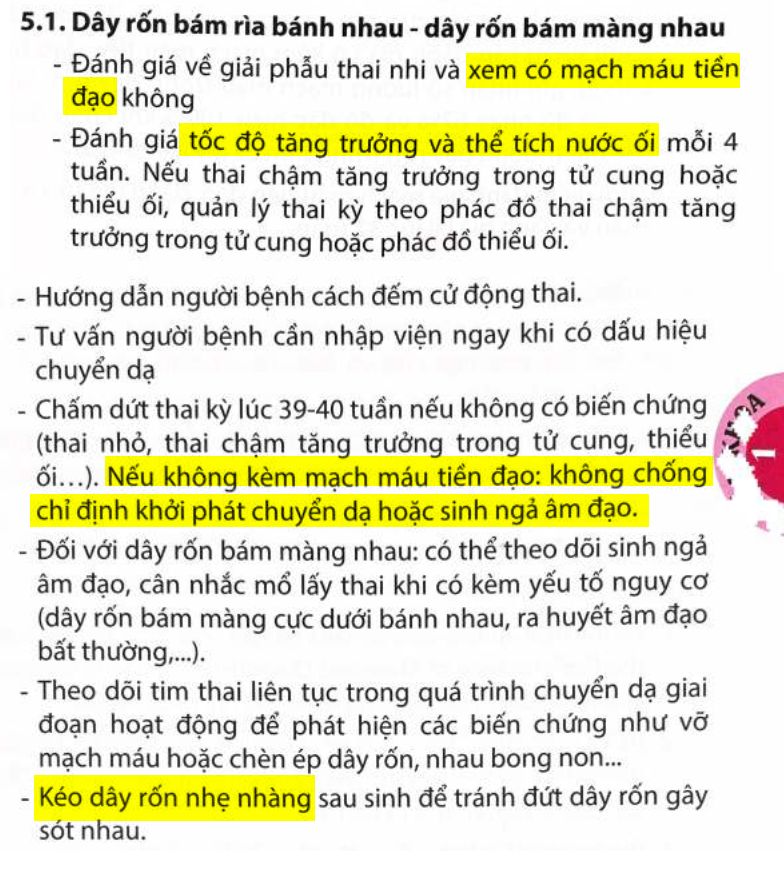 5.1. Dây rốn bám rìa bánh nhau - dây rốn bám màng nhau
- Đánh giá về giải phẫu thai nhi và xem có mạch máu tiền
đạo không
- Đánh giá tốc độ tăng trưởng và thể tích nước ối mỗi 4
tuần. Nếu thai chậm tăng trưởng trong tử cung hoặc
thiểu ối, quản lý thai kỳ theo phác đồ thai chậm tăng
trưởng trong tử cung hoặc phác đồ thiểu ối.
- Hướng dẫn người bệnh cách đếm cử động thai.
- Tư vấn người bệnh cần nhập viện ngay khi có dấu hiệu
chuyển dạ
- Chấm dứt thai kỳ lúc 39-40 tuần nếu không có biến chứng
(thai nhỏ, thai chậm tăng trưởng trong tử cung, thiểu
ối...). Nếu không kèm mạch máu tiền đạo: không chống
chỉ định khởi phát chuyển dạ hoặc sinh ngả âm đạo.
- Đối với dây rốn bám màng nhau: có thể theo dõi sinh ngả
âm đạo, cân nhắc mổ lấy thai khi có kèm yếu tố nguy cơ
(dây rốn bám màng cực dưới bánh nhau, ra huyết âm đạo
bất thường,...).
- Theo dõi tim thai liên tục trong quá trình chuyển dạ giai
đoạn hoạt động để phát hiện các biến chứng như vỡ
mạch máu hoặc chèn ép dây rốn, nhau bong non...
- Kéo dây rốn nhẹ nhàng sau sinh để tránh đứt dây rốn gây
sót nhau.